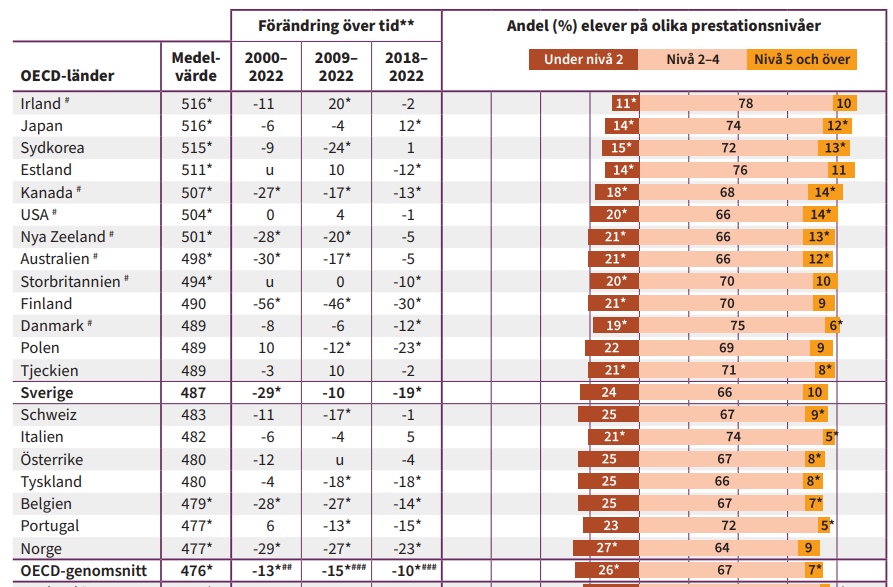 Förändring över tid** Andel (%) elever på olika prestationsnivåer
Medel- 2000– 2009– 2018– Under nivå 2 Nivå 2–4 Nivå 5 och över
OECD-länder värde 2022 2022 2022
Irland # 516* -11 20* -2 11* 78 10
Japan 516* -6 -4 12* 14* 74 12*
Sydkorea 515* -9 -24* 1 15* 72 13*
Estland 511* u 10 -12* 14* 76 11
Kanada # 507* -27* -17* -13* 18* 68 14*
USA # 504* 0 4 -1 20* 66 14*
Nya Zeeland # 501* -28* -20* -5 21* 66 13*
Australien # 498* -30* -17* -5 21* 66 12*
Storbritannien # 494* u 0 -10* 20* 70 10
Finland 490 -56* -46* -30* 21* 70 9
Danmark # 489 -8 -6 -12* 19* 75 6*
Polen 489 10 -12* -23* 22 69 9
Tjeckien 489 -3 10 -2 21* 71 8*
Sverige 487 -29* -10 -19* 24 66 10
Schweiz 483 -11 -17* -1 25 67 9*
Italien 482 -6 -4 5 21* 74 5*
Österrike 480 -12 u -4 25 67 8*
Tyskland 480 -4 -18* -18* 25 66 8*
Belgien 479* -28* -27* -14* 25 67 7*
Portugal 477* 6 -13* -15* 23 72 5*
Norge 477* -29* -27* -23* 27* 64 9
OECD-genomsnitt 476* -13*## -15*### -10*### 26* 67 7*